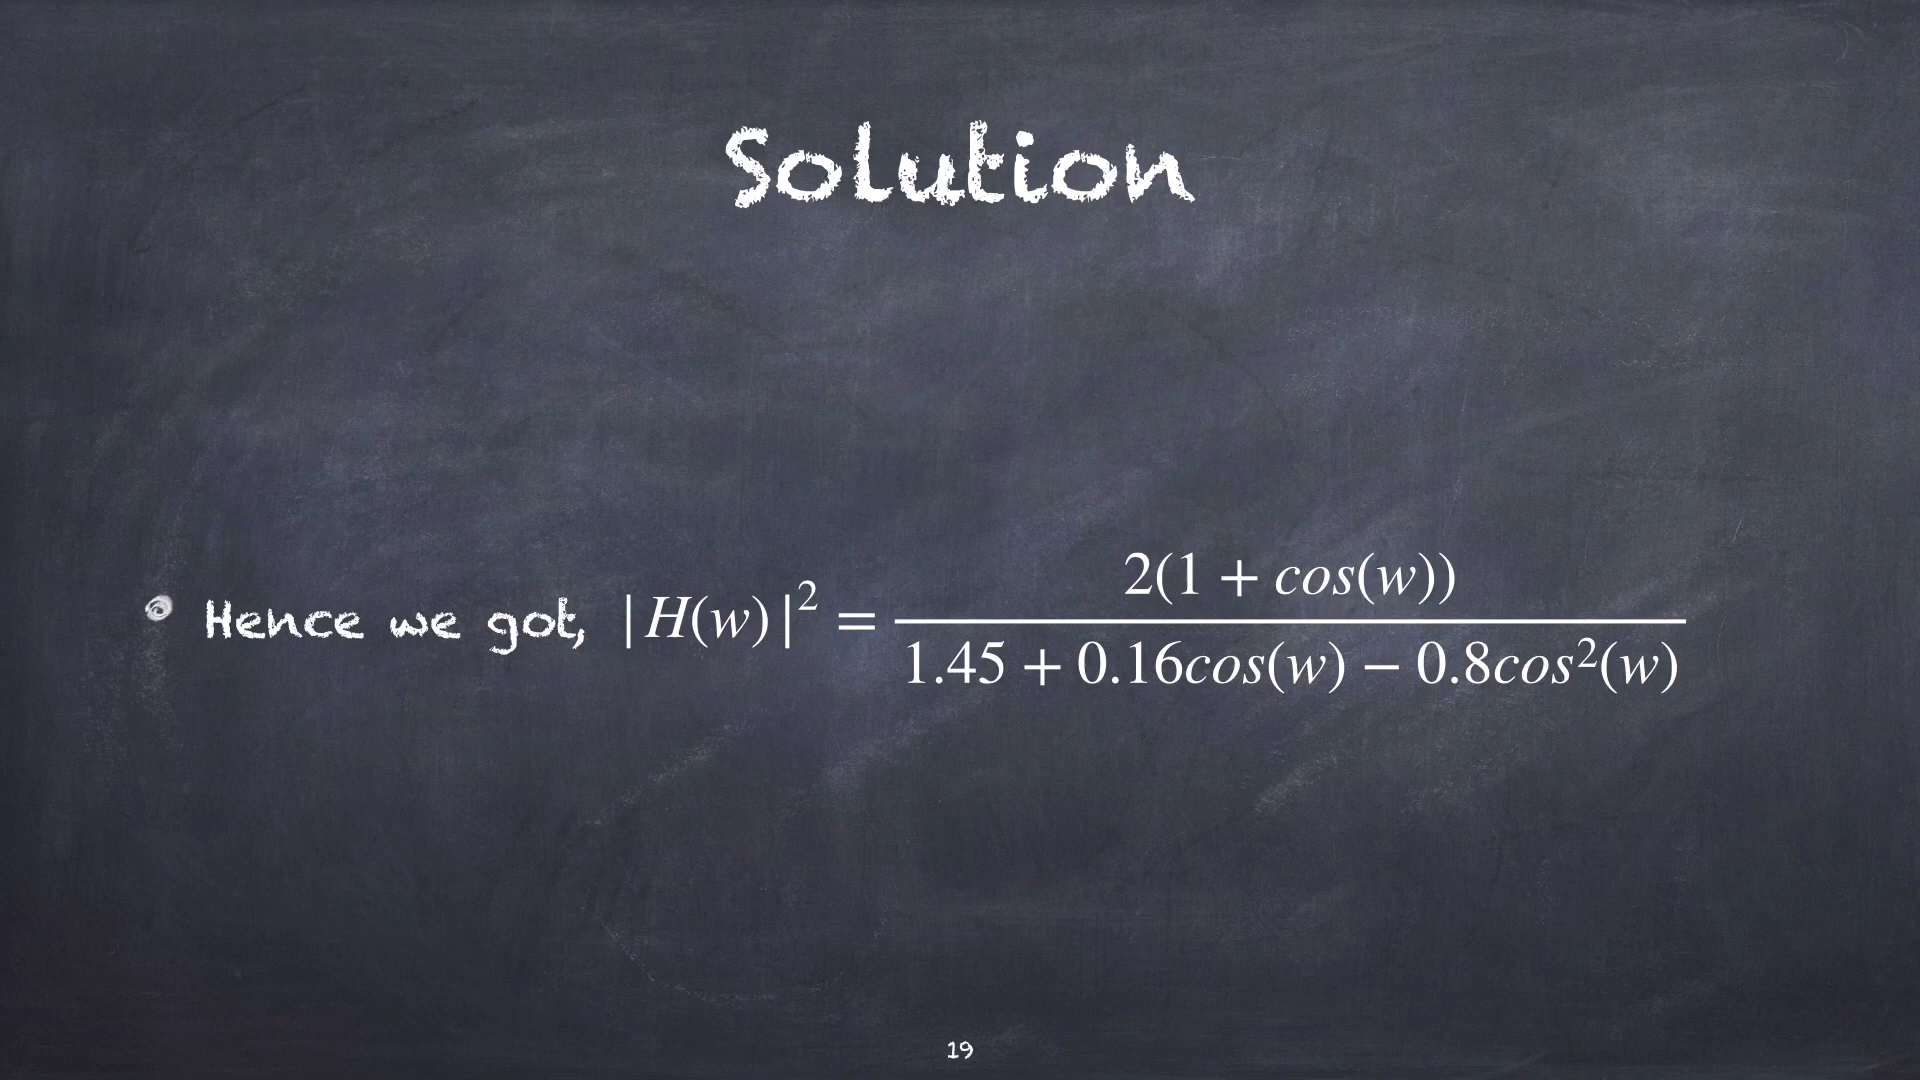 Solution
Hence we got, |H(w)|² = 2(1 + cos(w)) / 1.45 + 0.16cos(w) − 0.8cos²(w)
19